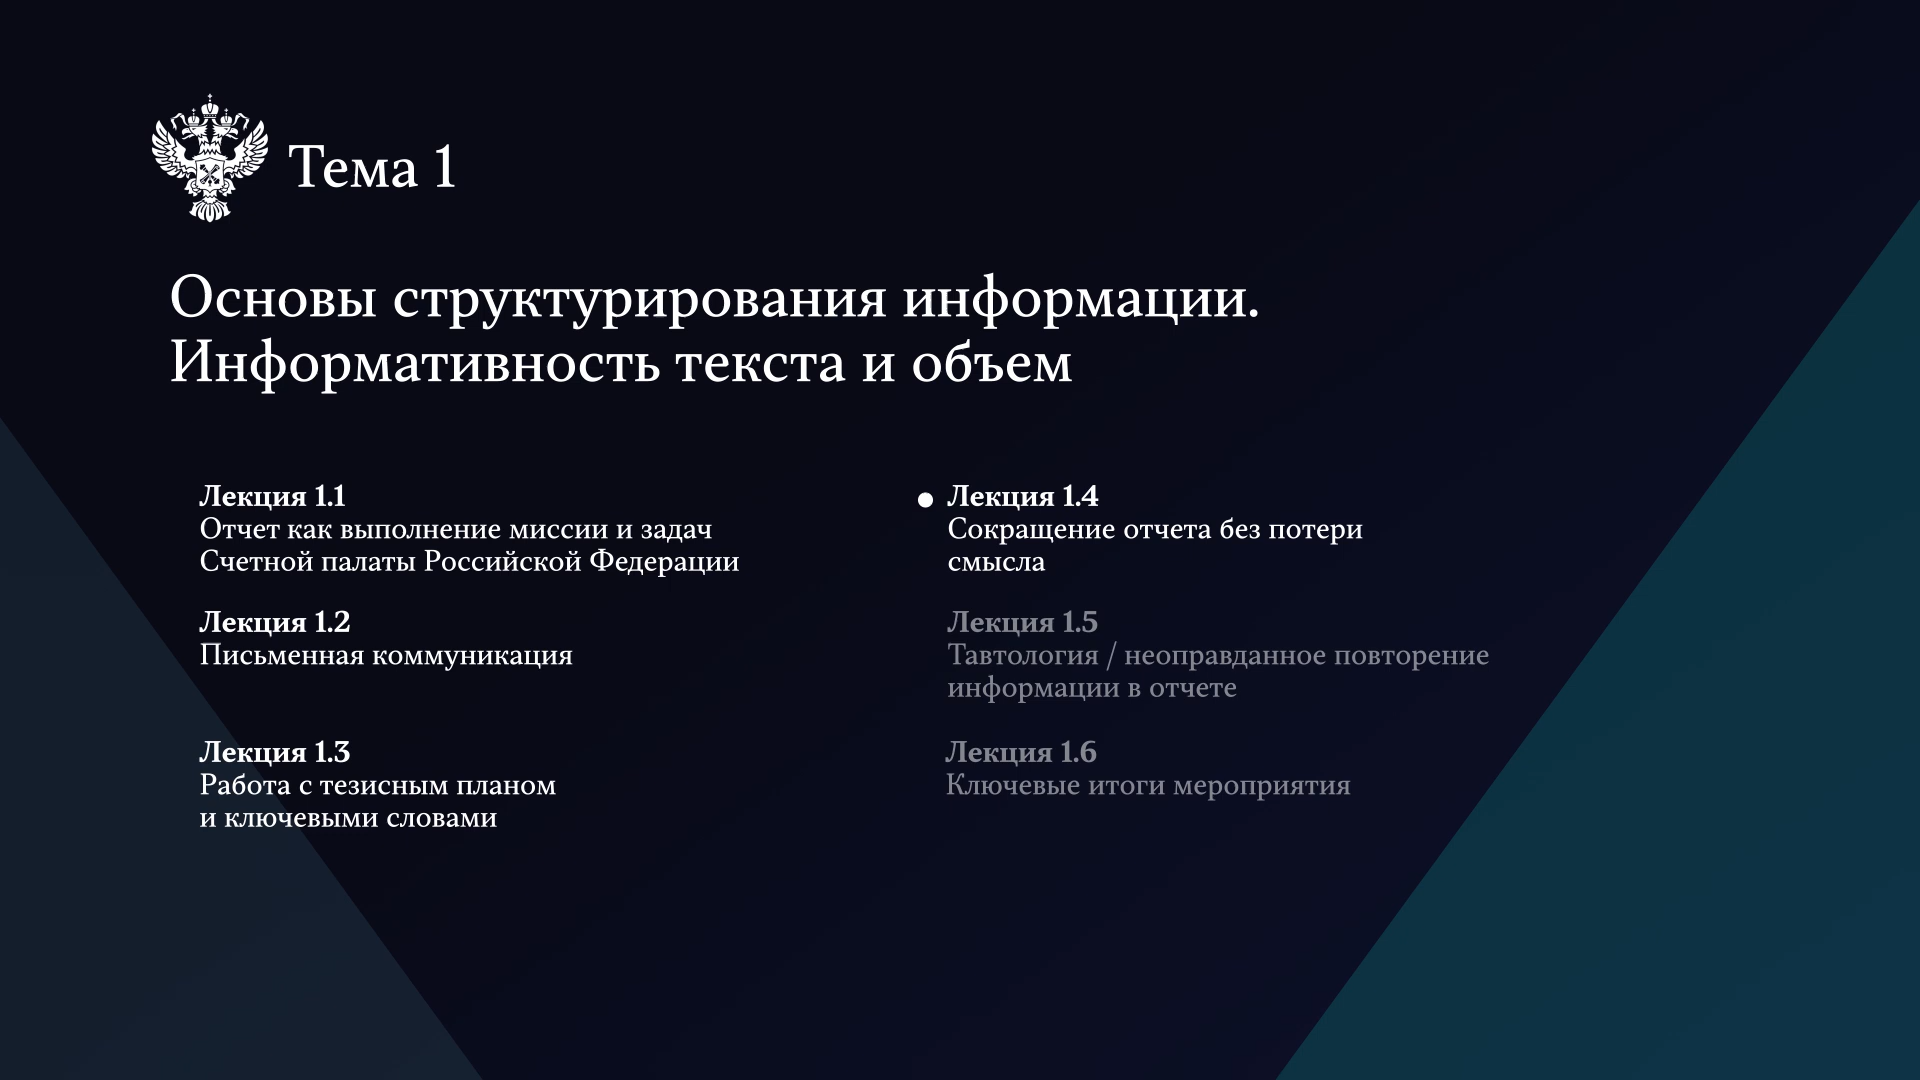 Тема 1
Основы структурирования информации.
Информативность текста и объем
Лекция 1.1
Отчет как выполнение миссии и задач
Счетной палаты Российской Федерации
Лекция 1.2
Письменная коммуникация
Лекция 1.3
Работа с тезисным планом
и ключевыми словами
Лекция 1.4
Сокращение отчета без потери
смысла
Лекция 1.5
Тавтология / неоправданное повторение
информации в отчете
Лекция 1.6
Ключевые итоги мероприятия